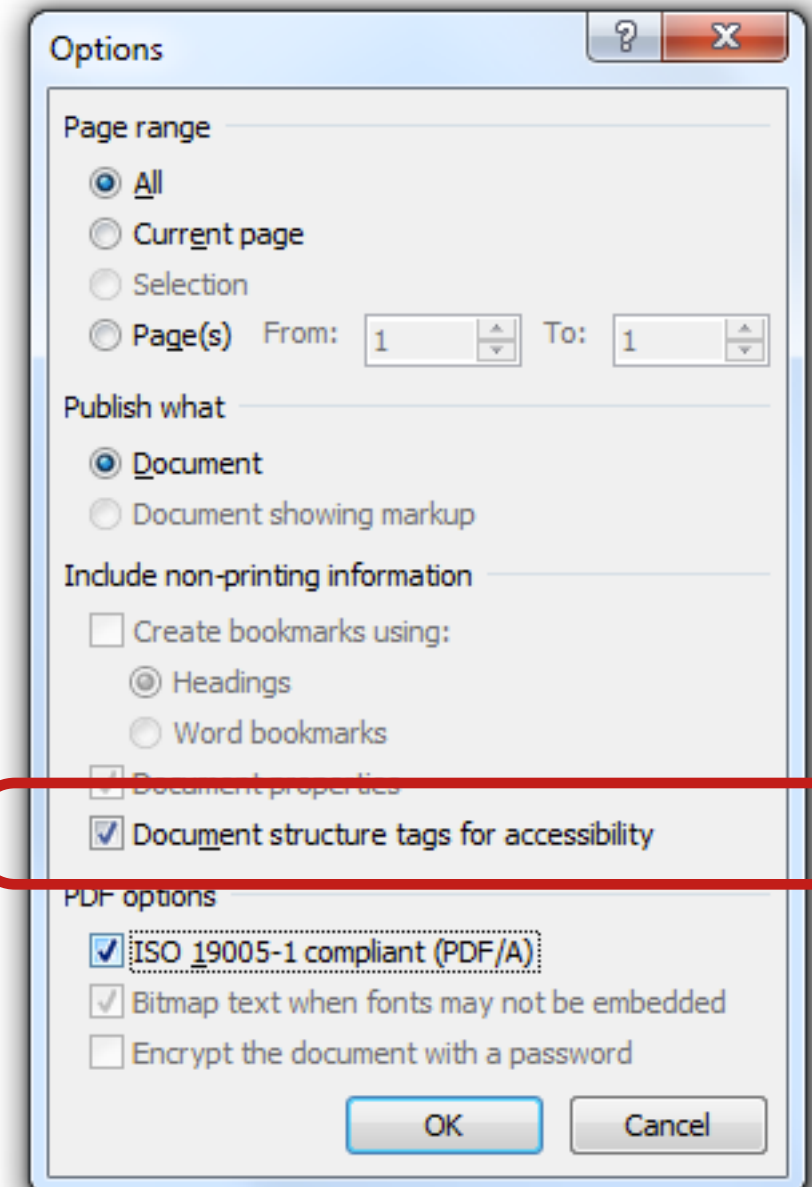 Options
Page range
All
Current page
Selection
Page(s) From: 1 To: 1
Publish what
Document
Document showing markup
Include non-printing information
Create bookmarks using:
Headings
Word bookmarks
Document properties
Document structure tags for accessibility
PDF options
ISO 19005-1 compliant (PDF/A)
Bitmap text when fonts may not be embedded
Encrypt the document with a password
OK Cancel